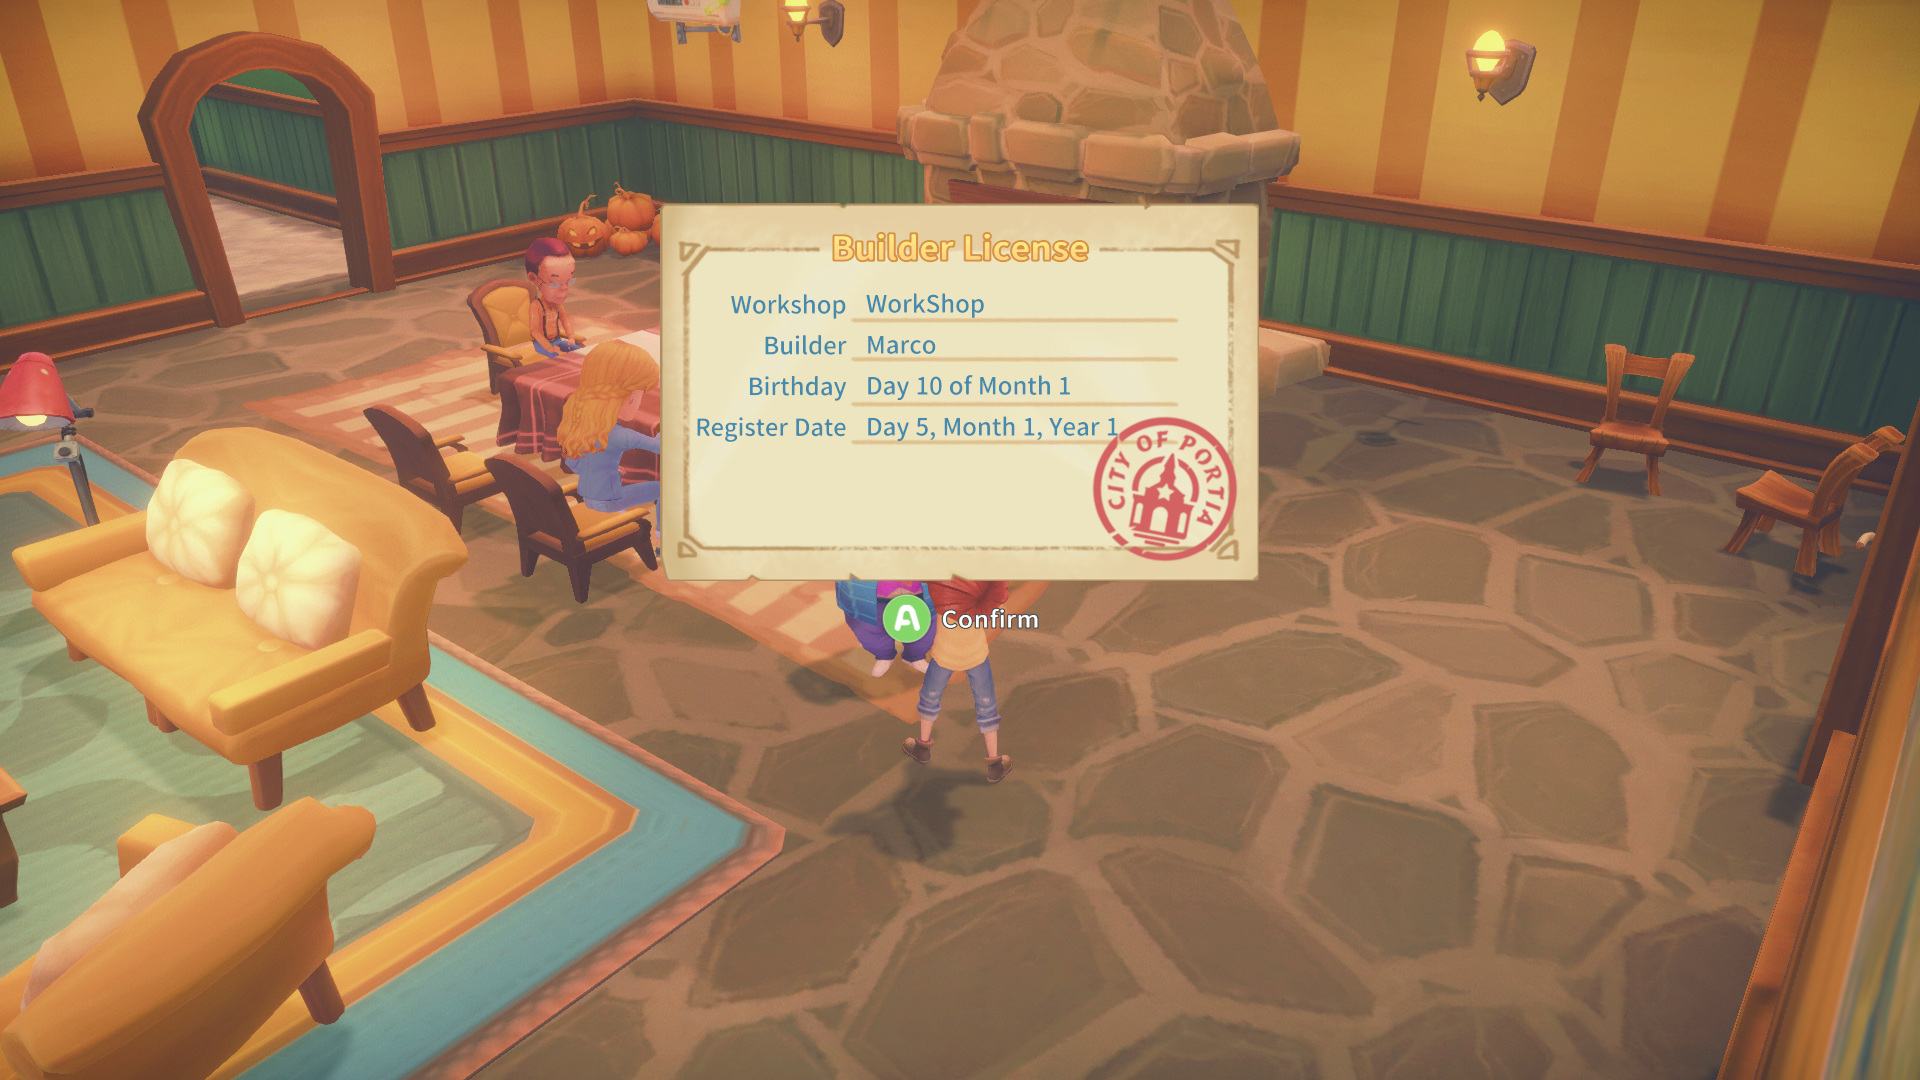 Builder License
Workshop WorkShop
Builder Marco
Birthday Day 10 of Month 1
Register Date Day 5, Month 1, Year 1
CITY OF PORTIA
A Confirm